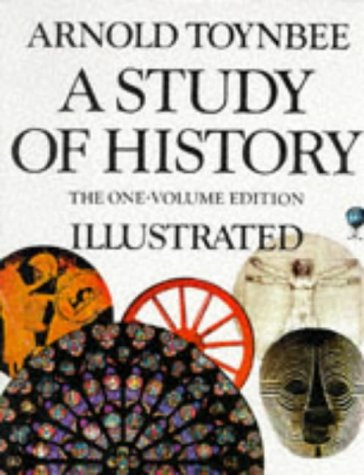 ARNOLD TOYNBEE
A STUDY
OF HISTORY
THE ONE-VOLUME EDITION
ILLUSTRATED